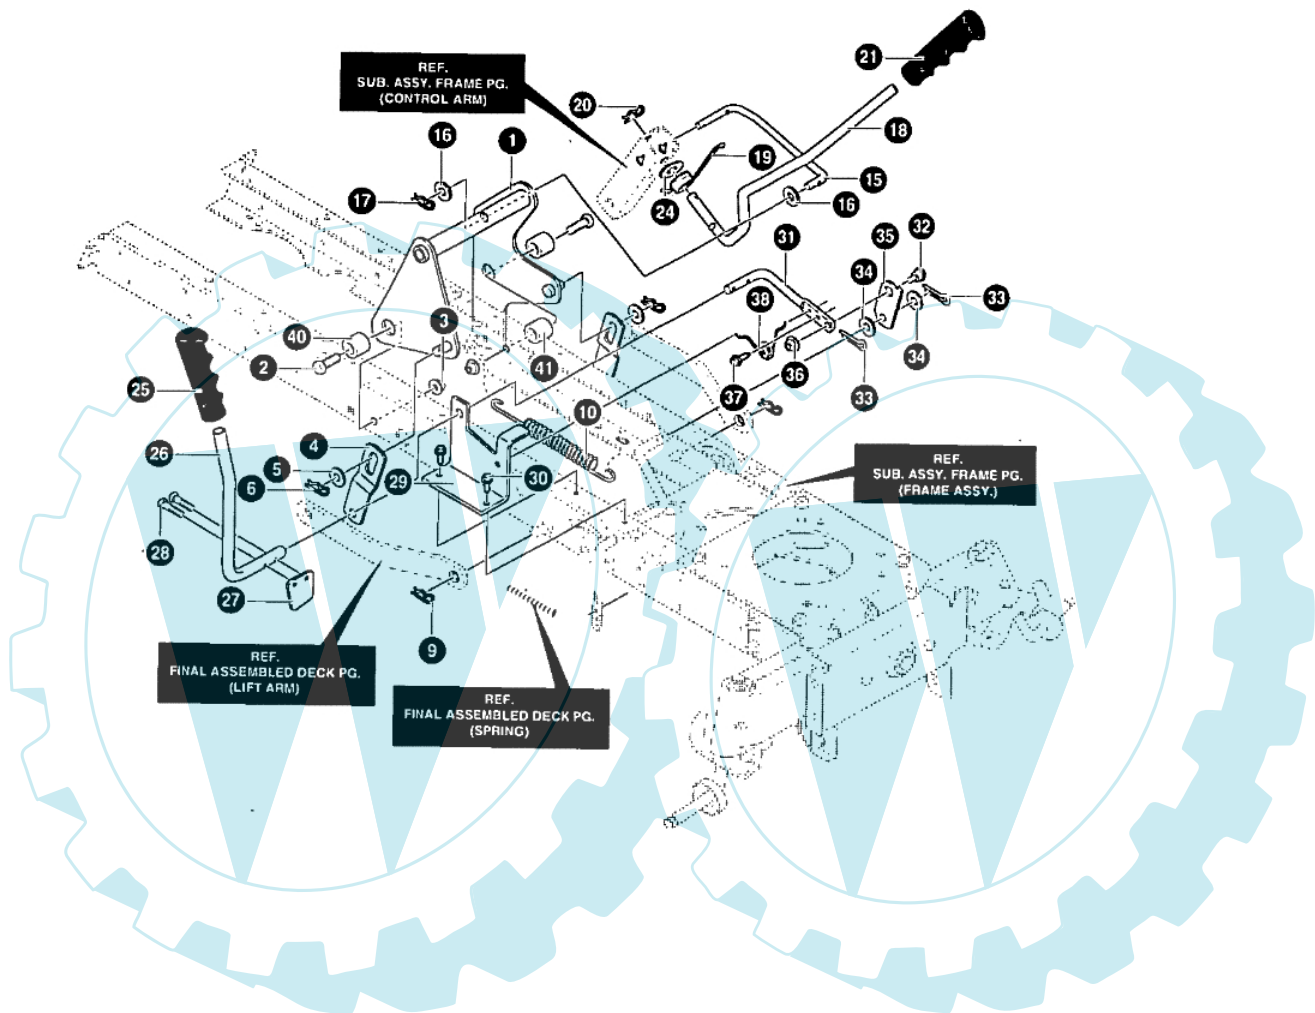 21
REF.
SUB. ASSY. FRAME PG.
(CONTROL ARM)
20
18
16
1
19
15
17
24
16
32
31
35
34
33
38
3
40
34
2
41
36
37
33
25
10
4
26
5
REF.
SUB. ASSY. FRAME PG.
(FRAME ASSY.)
6
29
30
28
27
9
REF.
FINAL ASSEMBLED DECK PG.
(LIFT ARM)
REF.
FINAL ASSEMBLED DECK PG.
(SPRING)